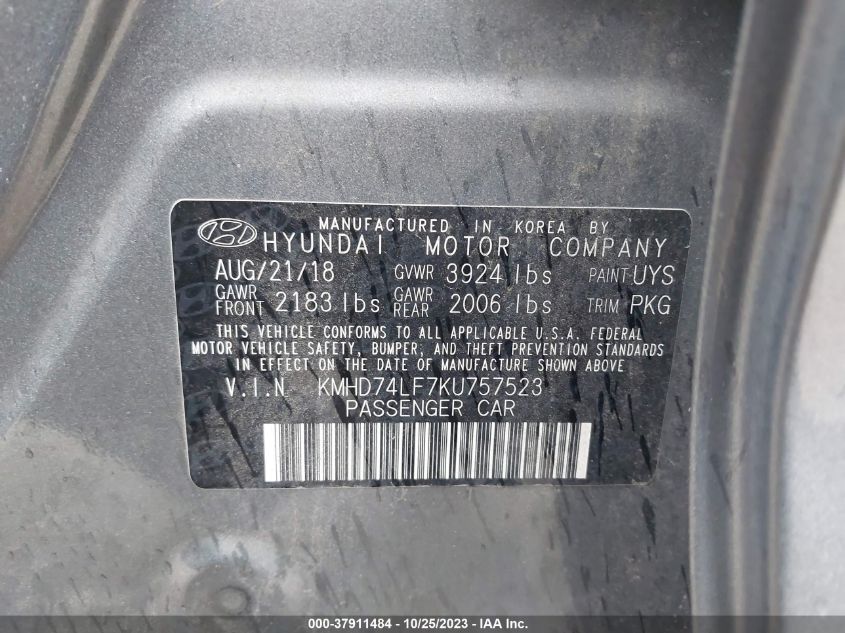 MANUFACTURED IN KOREA BY
HYUNDAI MOTOR COMPANY
AUG/21/18 GVWR 3924 lbs PAINT UYS
GAWR FRONT 2183 lbs GAWR REAR 2006 lbs TRIM PKG
THIS VEHICLE CONFORMS TO ALL APPLICABLE U.S.A. FEDERAL
MOTOR VEHICLE SAFETY, BUMPER, AND THEFT PREVENTION STANDARDS
IN EFFECT ON THE DATE OF MANUFACTURE SHOWN ABOVE
V.I.N KMHD74LF7KU757523
PASSENGER CAR
000-37911484 - 10/25/2023 - IAA Inc.